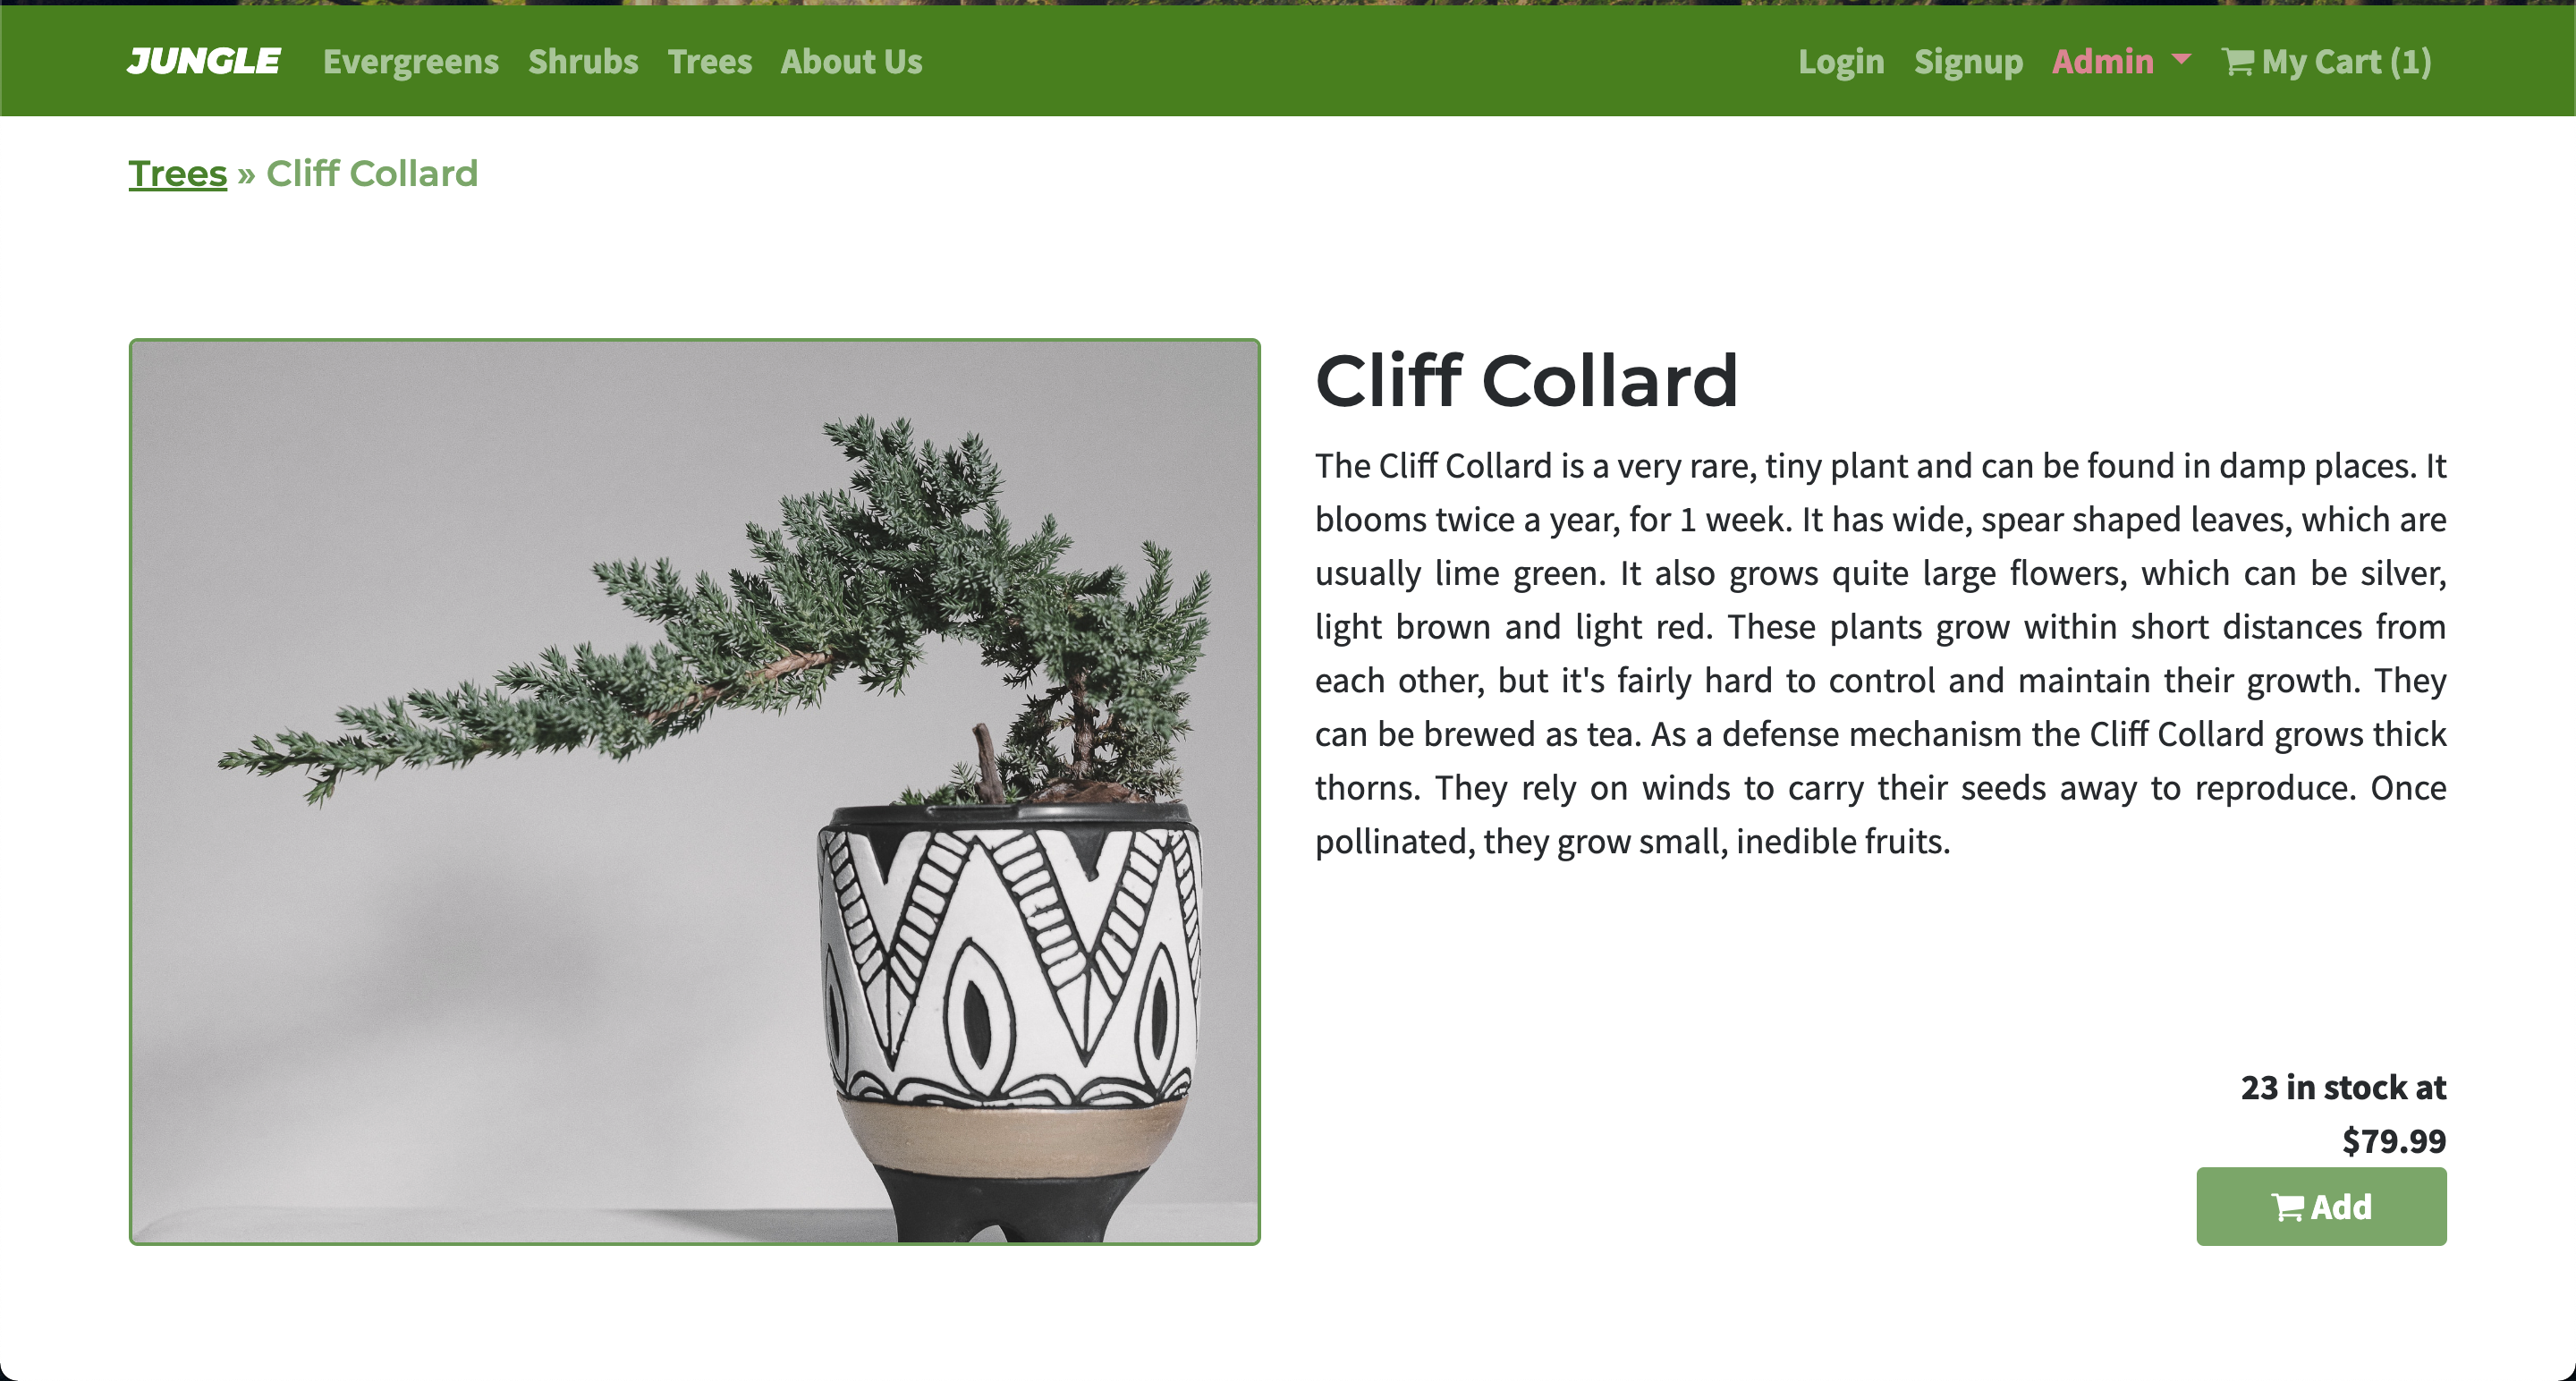 JUNGLE Evergreens Shrubs Trees About Us Login Signup Admin My Cart (1)
Trees » Cliff Collard
Cliff Collard
The Cliff Collard is a very rare, tiny plant and can be found in damp places. It
blooms twice a year, for 1 week. It has wide, spear shaped leaves, which are
usually lime green. It also grows quite large flowers, which can be silver,
light brown and light red. These plants grow within short distances from
each other, but it's fairly hard to control and maintain their growth. They
can be brewed as tea. As a defense mechanism the Cliff Collard grows thick
thorns. They rely on winds to carry their seeds away to reproduce. Once
pollinated, they grow small, inedible fruits.
23 in stock at
$79.99
Add